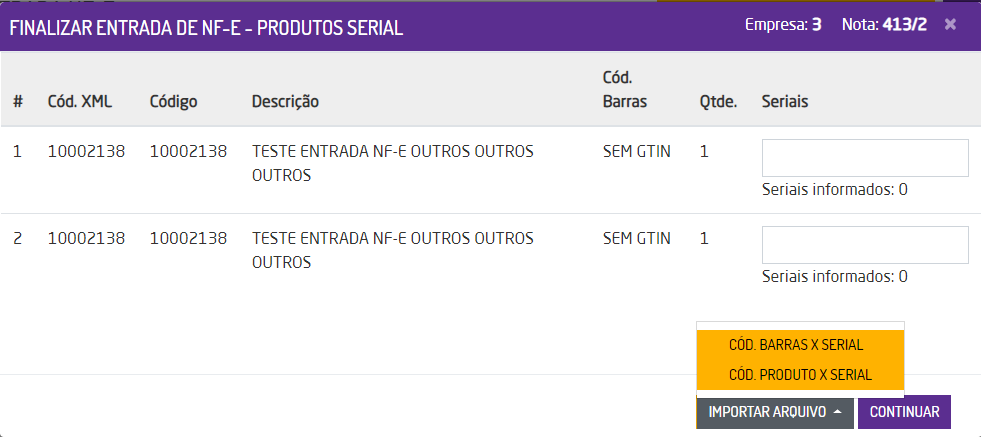 FINALIZAR ENTRADA DE NF-E - PRODUTOS SERIAL Empresa: 3 Nota: 413/2 ×
# Cód. XML Código Descrição Cód. Barras Qtde. Seriais
1 10002138 10002138 TESTE ENTRADA NF-E OUTROS OUTROS SEM GTIN 1
OUTROS
Seriais informados: 0
2 10002138 10002138 TESTE ENTRADA NF-E OUTROS OUTROS SEM GTIN 1
OUTROS
Seriais informados: 0
CÓD. BARRAS X SERIAL
CÓD. PRODUTO X SERIAL
IMPORTAR ARQUIVO CONTINUAR